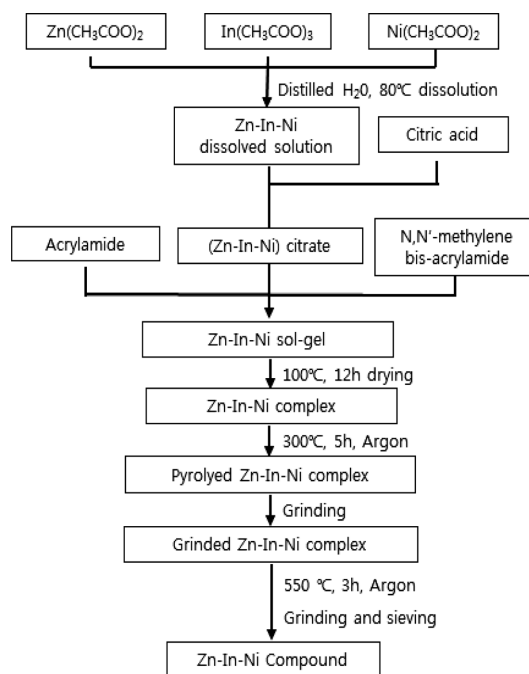 Zn(CH₃COO)₂
In(CH₃COO)₃
Ni(CH₃COO)₂
Distilled H₂0, 80℃ dissolution
Zn-In-Ni
dissolved solution
Citric acid
Acrylamide
(Zn-In-Ni) citrate
N,N'-methylene
bis-acrylamide
Zn-In-Ni sol-gel
100℃, 12h drying
Zn-In-Ni complex
300℃, 5h, Argon
Pyrolyed Zn-In-Ni complex
Grinding
Grinded Zn-In-Ni complex
550 ℃, 3h, Argon
Grinding and sieving
Zn-In-Ni Compound